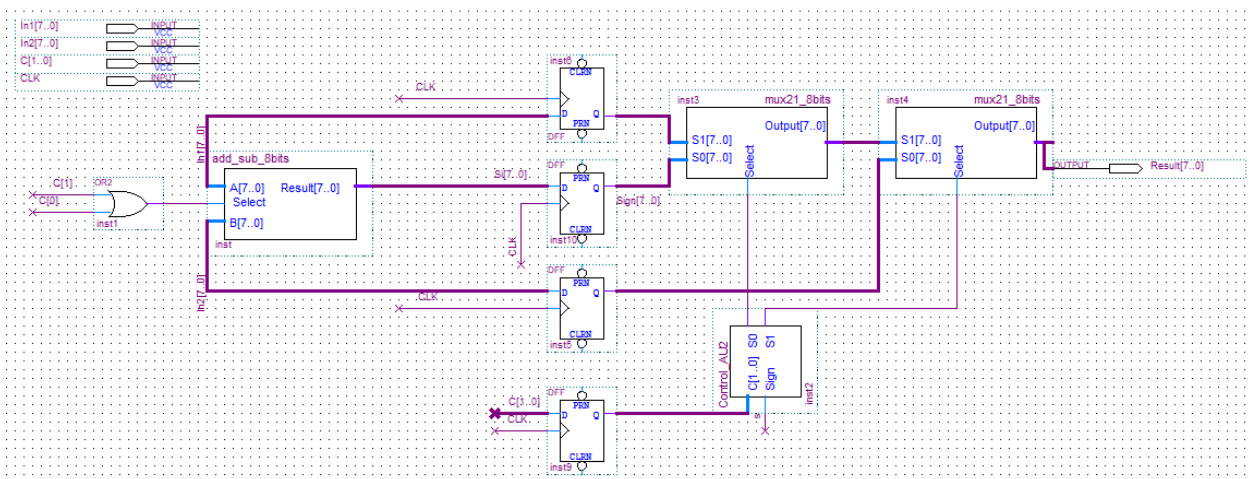 In1[7..0] INPUT VCC
In2[7..0] INPUT VCC
C[1..0] INPUT VCC
CLK INPUT VCC
inst6
CLRN
CLK
D Q
PRN
DFF
In1[7..0]
inst3 mux21_8bits
Output[7..0]
S1[7..0]
S0[7..0]
Select
inst4 mux21_8bits
Output[7..0]
S1[7..0]
S0[7..0]
Select
OUTPUT Result[7..0]
add_sub_8bits
A[7..0] Result[7..0]
Select
B[7..0]
inst
C[1]
C[0]
OR2
inst1
Si[7..0]
DFF
PRN
D Q
Sign[7..0]
CLRN
inst10
CLK
In2[7..0]
DFF
PRN
D Q
CLK
CLRN
inst5
Control_AU2
S0 S1
C[1..0] Sign
inst2
s
C[1..0]
CLK
DFF
PRN
D Q
CLRN
inst9